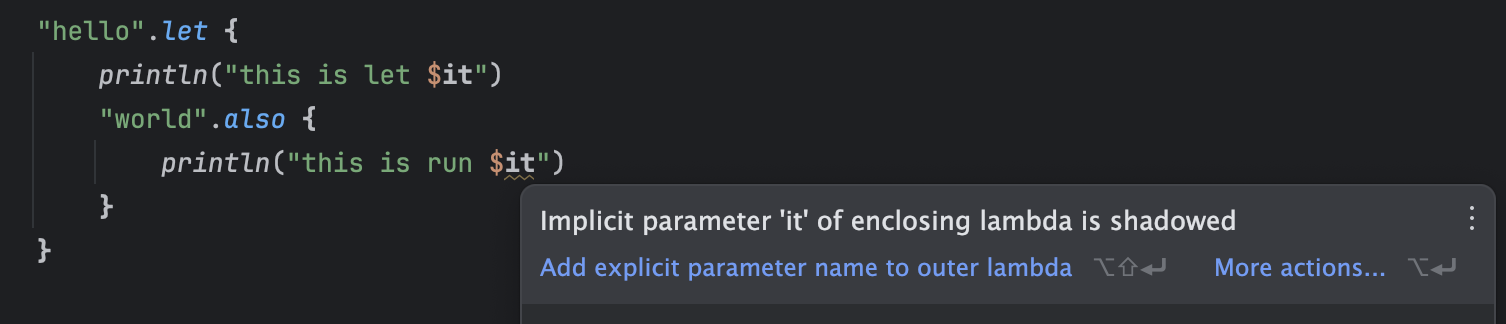 "hello".let {
    println("this is let $it")
    "world".also {
        println("this is run $it")
    }
}
Implicit parameter 'it' of enclosing lambda is shadowed ⋮
Add explicit parameter name to outer lambda ⌥⇧↩ More actions... ⌥↩